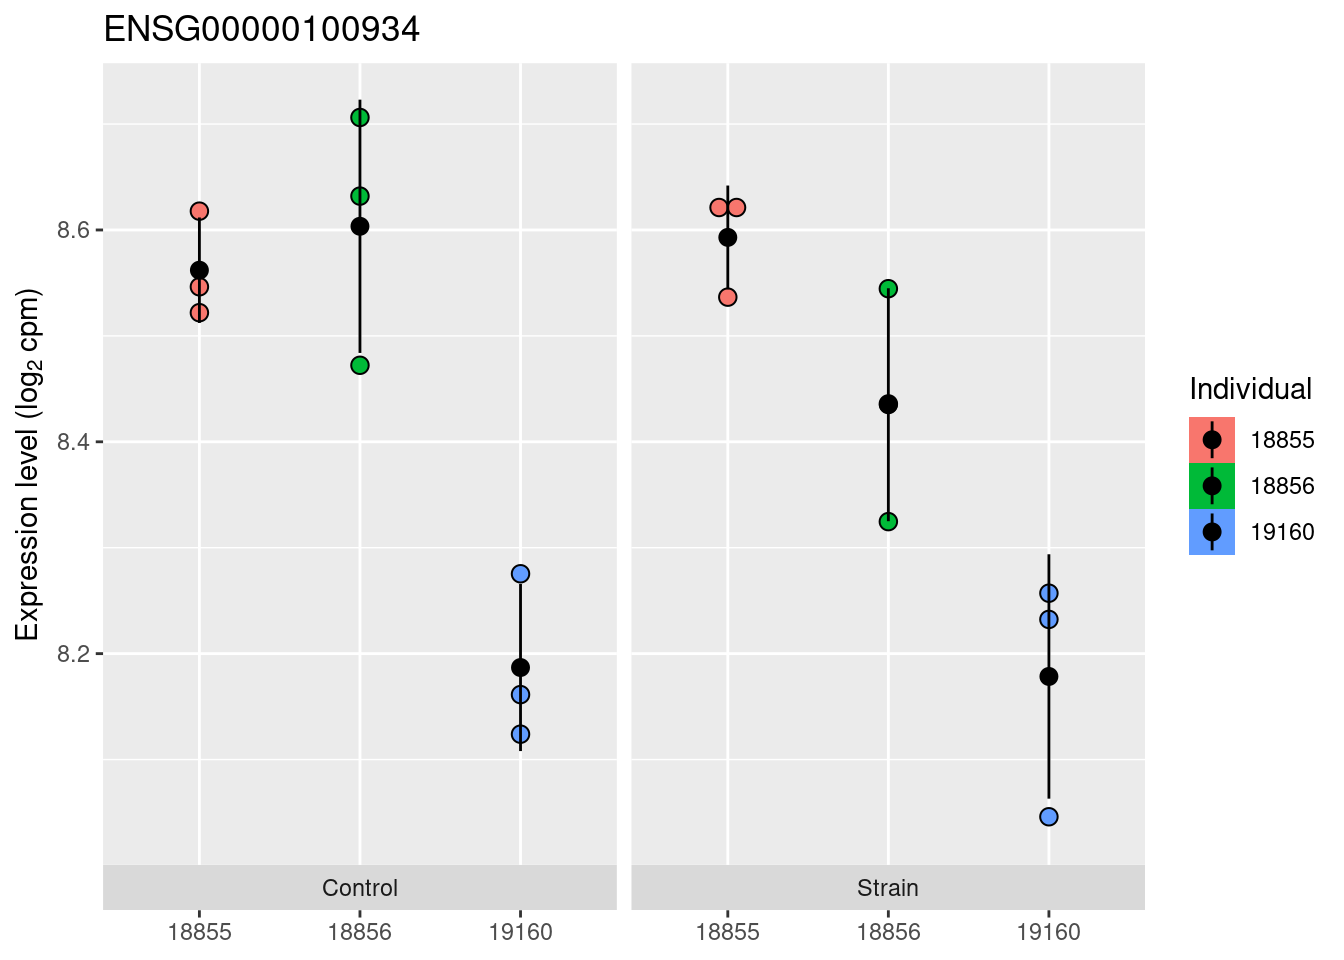 ENSG00000100934
Expression level (log₂ cpm)
8.6
8.4
8.2
Control
Strain
18855
18856
19160
18855
18856
19160
Individual
18855
18856
19160